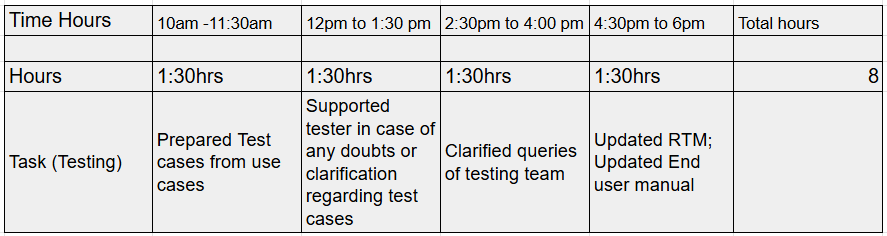 Time Hours 10am -11:30am 12pm to 1:30 pm 2:30pm to 4:00 pm 4:30pm to 6pm Total hours
Hours 1:30hrs 1:30hrs 1:30hrs 1:30hrs 8
Task (Testing)
Prepared Test
cases from use
cases
Supported
tester in case of
any doubts or
clarification
regarding test
cases
Clarified queries
of testing team
Updated RTM;
Updated End
user manual